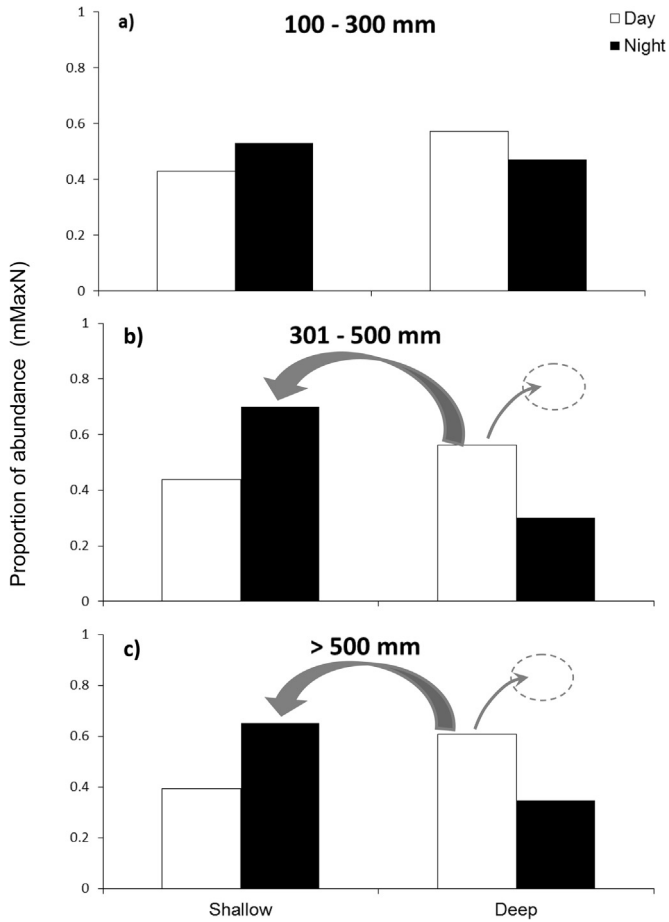 Proportion of abundance (mMaxN)
a)
100 - 300 mm
Day
Night
1
0.8
0.6
0.4
0.2
0
b)
301 - 500 mm
1
0.8
0.6
0.4
0.2
0
c)
> 500 mm
1
0.8
0.6
0.4
0.2
0
Shallow
Deep